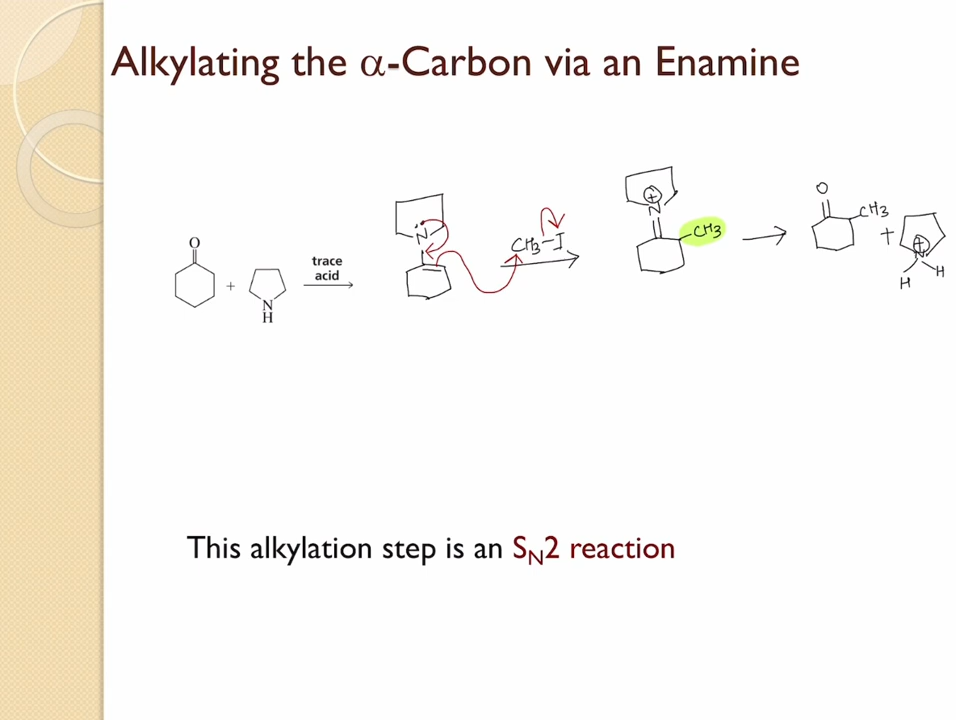 Alkylating the α-Carbon via an Enamine
O
N
H
+
trace
acid
N
CH3-I
+
N
-CH3
O
CH3
+
+
N
H
H
This alkylation step is an SN2 reaction